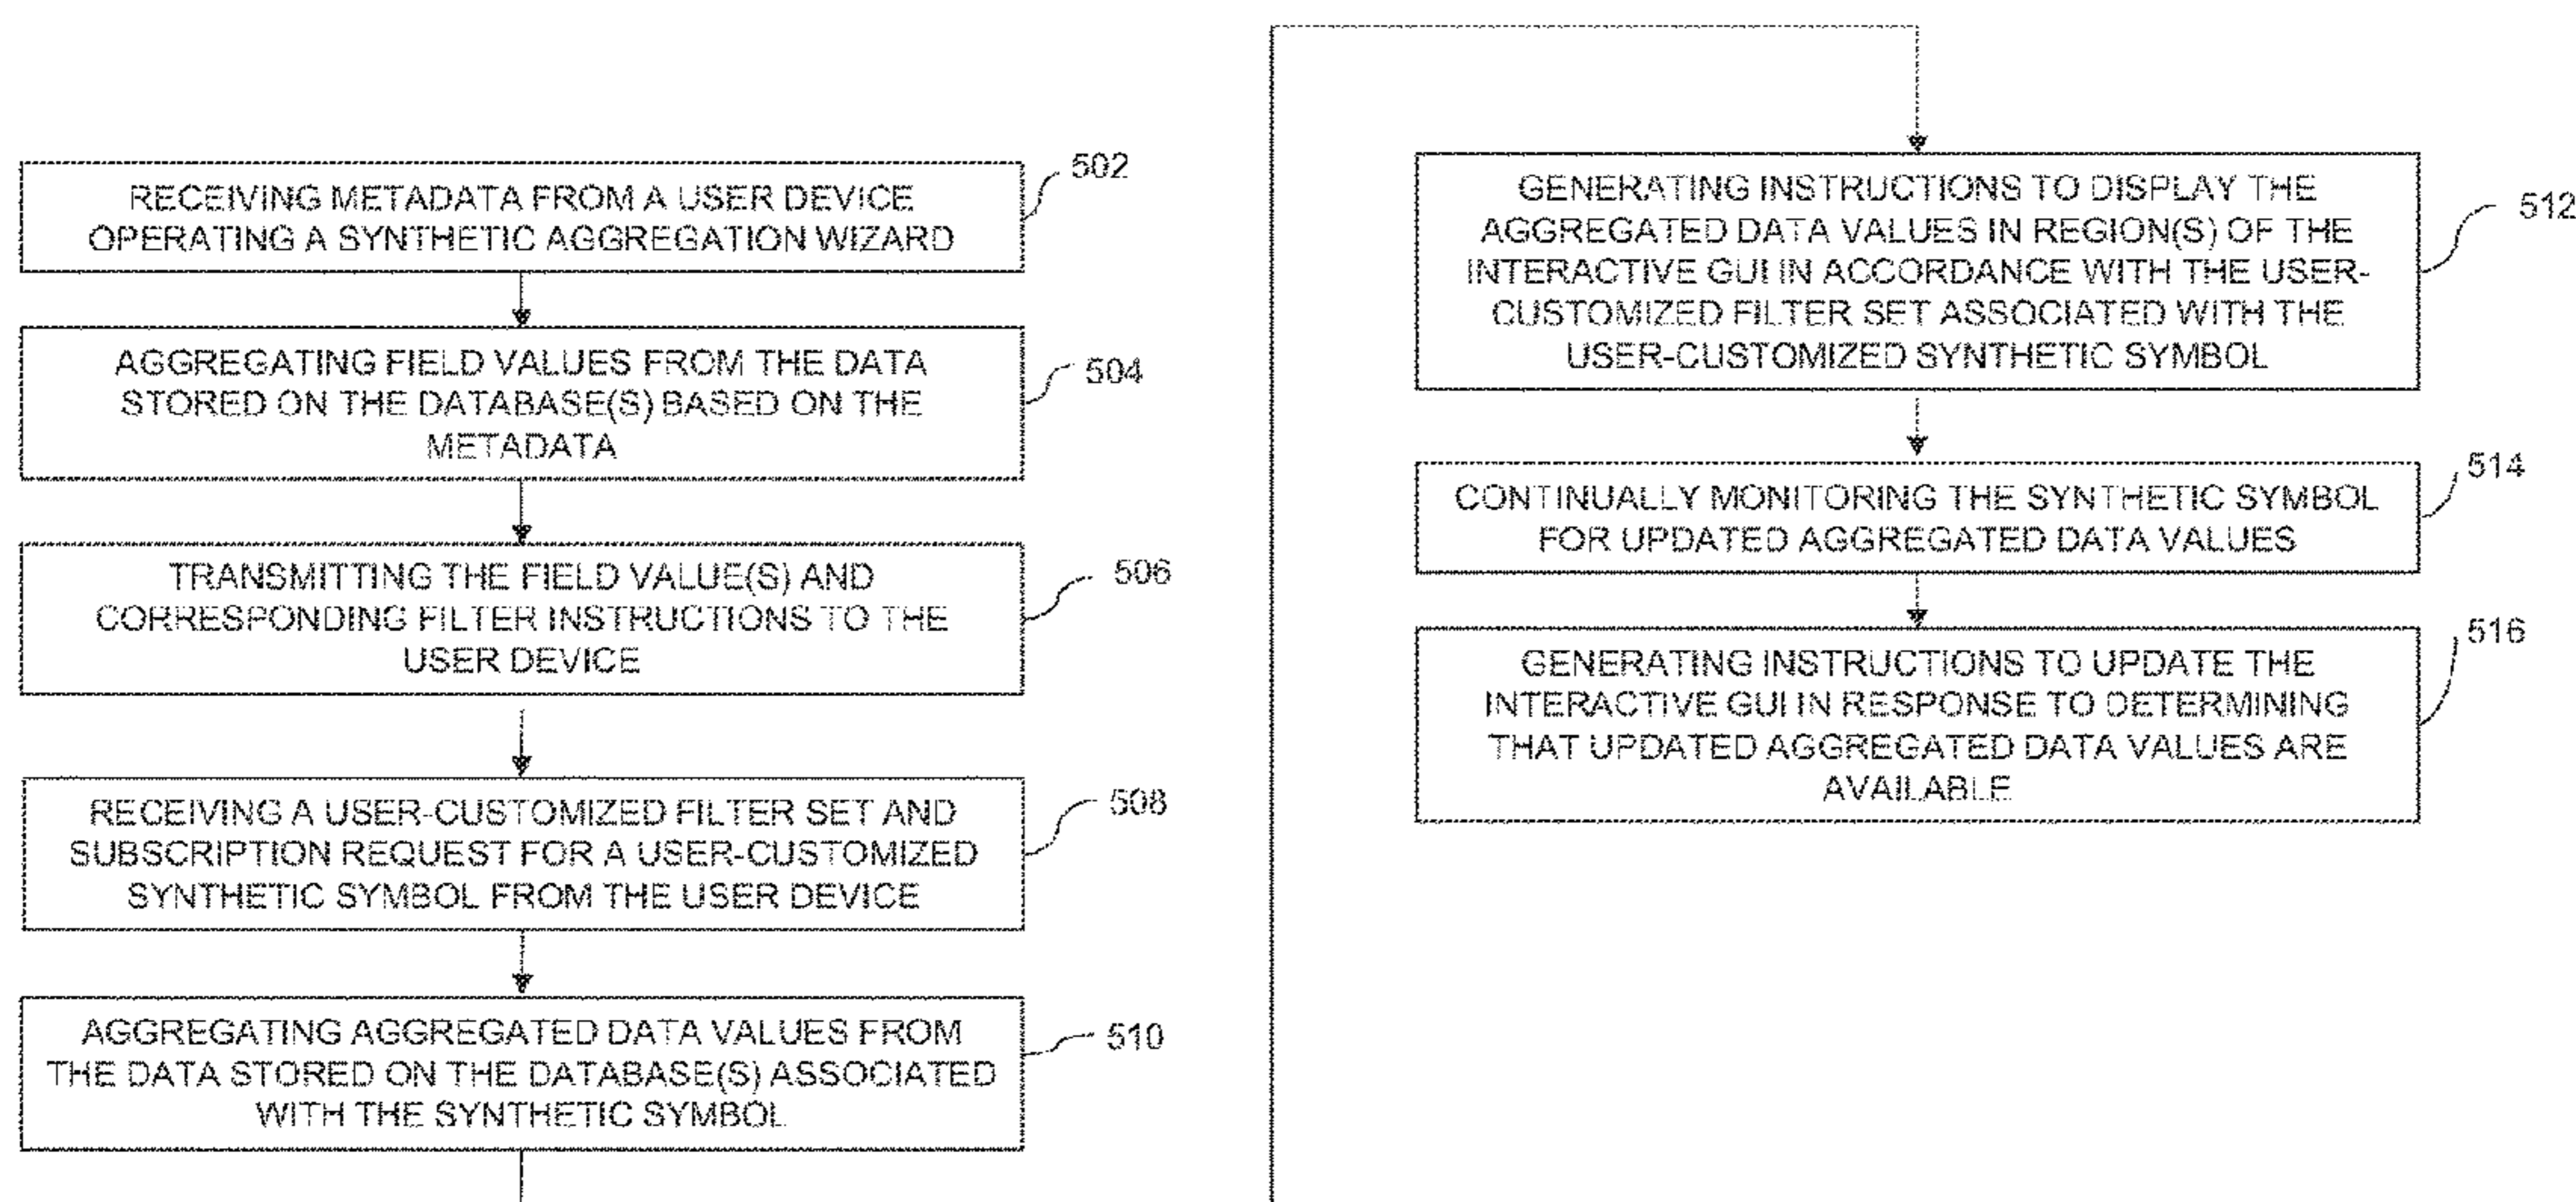 RECEIVING METADATA FROM A USER DEVICE
OPERATING A SYNTHETIC AGGREGATION WIZARD
502
AGGREGATING FIELD VALUES FROM THE DATA
STORED ON THE DATABASE(S) BASED ON THE
METADATA
504
TRANSMITTING THE FIELD VALUE(S) AND
CORRESPONDING FILTER INSTRUCTIONS TO THE
USER DEVICE
506
RECEIVING A USER-CUSTOMIZED FILTER SET AND
SUBSCRIPTION REQUEST FOR A USER-CUSTOMIZED
SYNTHETIC SYMBOL FROM THE USER DEVICE
508
AGGREGATING AGGREGATED DATA VALUES FROM
THE DATA STORED ON THE DATABASE(S) ASSOCIATED
WITH THE SYNTHETIC SYMBOL
510
GENERATING INSTRUCTIONS TO DISPLAY THE
AGGREGATED DATA VALUES IN REGION(S) OF THE
INTERACTIVE GUI IN ACCORDANCE WITH THE USER-
CUSTOMIZED FILTER SET ASSOCIATED WITH THE
USER-CUSTOMIZED SYNTHETIC SYMBOL
512
CONTINUALLY MONITORING THE SYNTHETIC SYMBOL
FOR UPDATED AGGREGATED DATA VALUES
514
GENERATING INSTRUCTIONS TO UPDATE THE
INTERACTIVE GUI IN RESPONSE TO DETERMINING
THAT UPDATED AGGREGATED DATA VALUES ARE
AVAILABLE
516